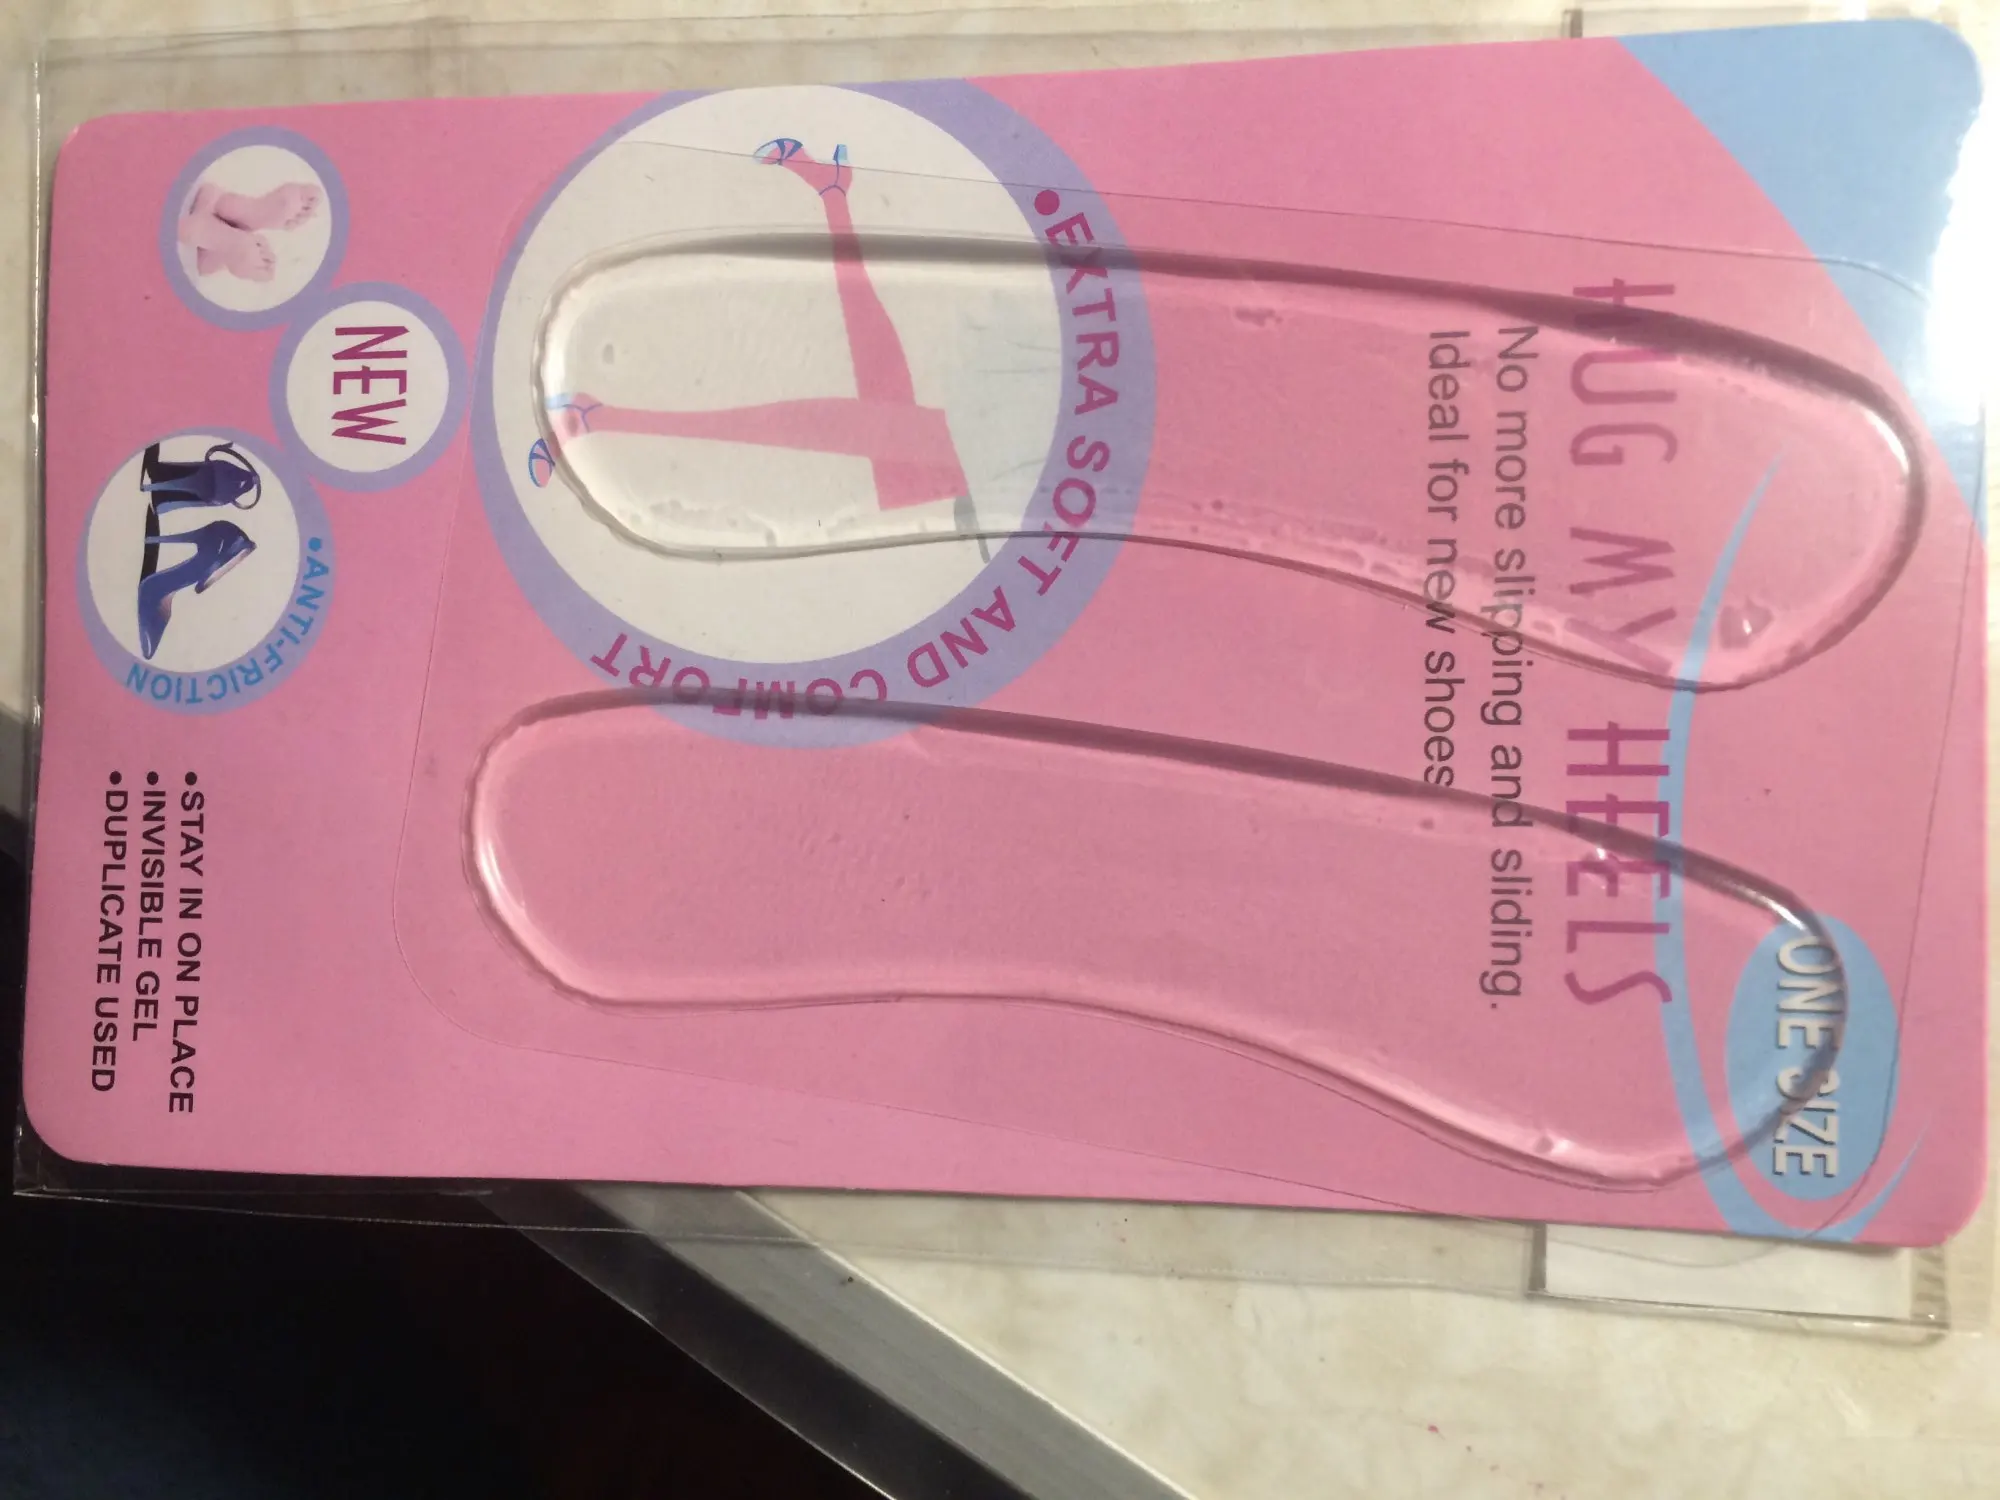 ONE SIZE
HUG MY HEELS
No more slipping and sliding.
Ideal for new shoes
•EXTRA SOFT AND COMFORT
NEW
•ANTI-FRICTION
•STAY IN ON PLACE
•INVISIBLE GEL
•DUPLICATE USED